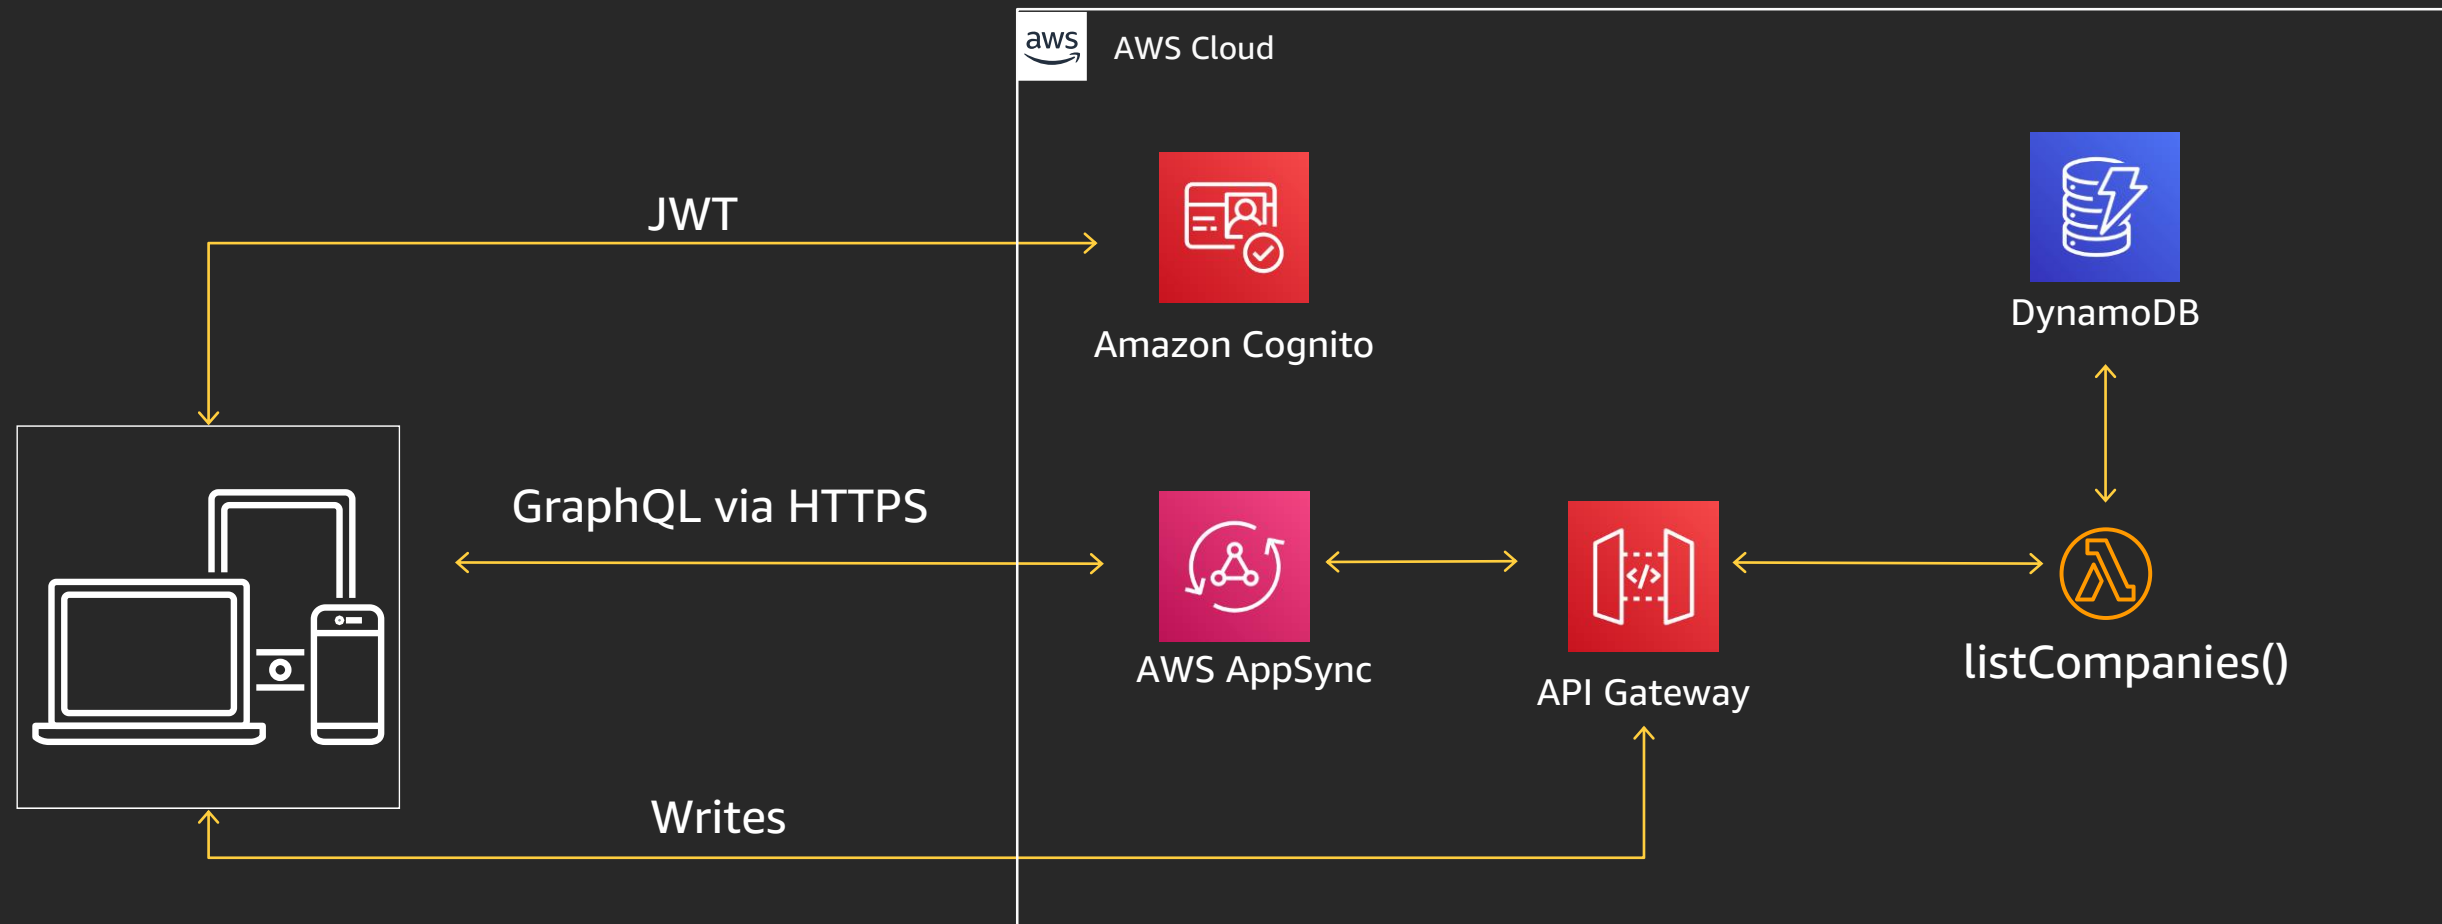 aws
AWS Cloud
JWT
Amazon Cognito
DynamoDB
GraphQL via HTTPS
</>
AWS AppSync
API Gateway
listCompanies()
Writes